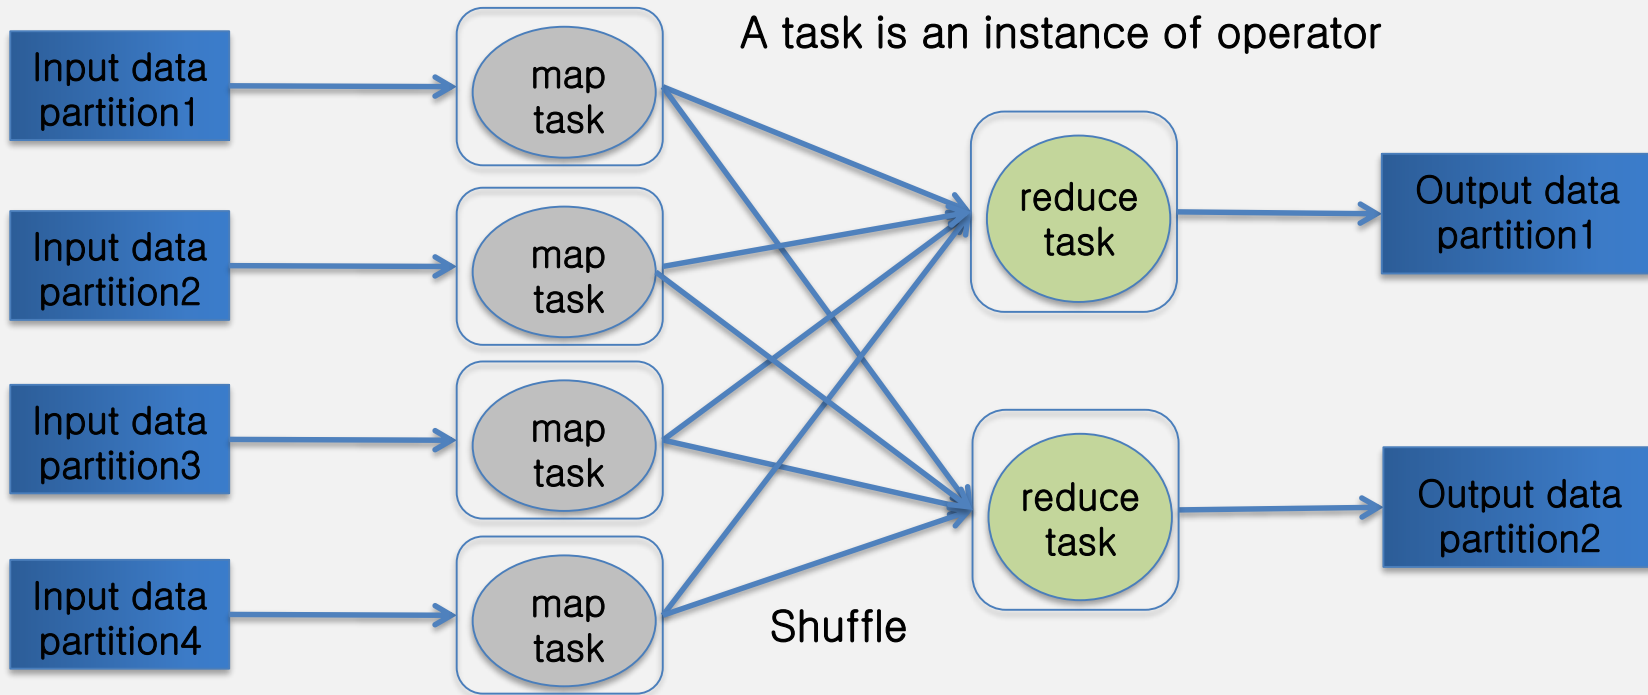 A task is an instance of operator
Input data
partition1
map
task
Input data
partition2
map
task
Input data
partition3
map
task
Input data
partition4
map
task
reduce
task
reduce
task
Shuffle
Output data
partition1
Output data
partition2